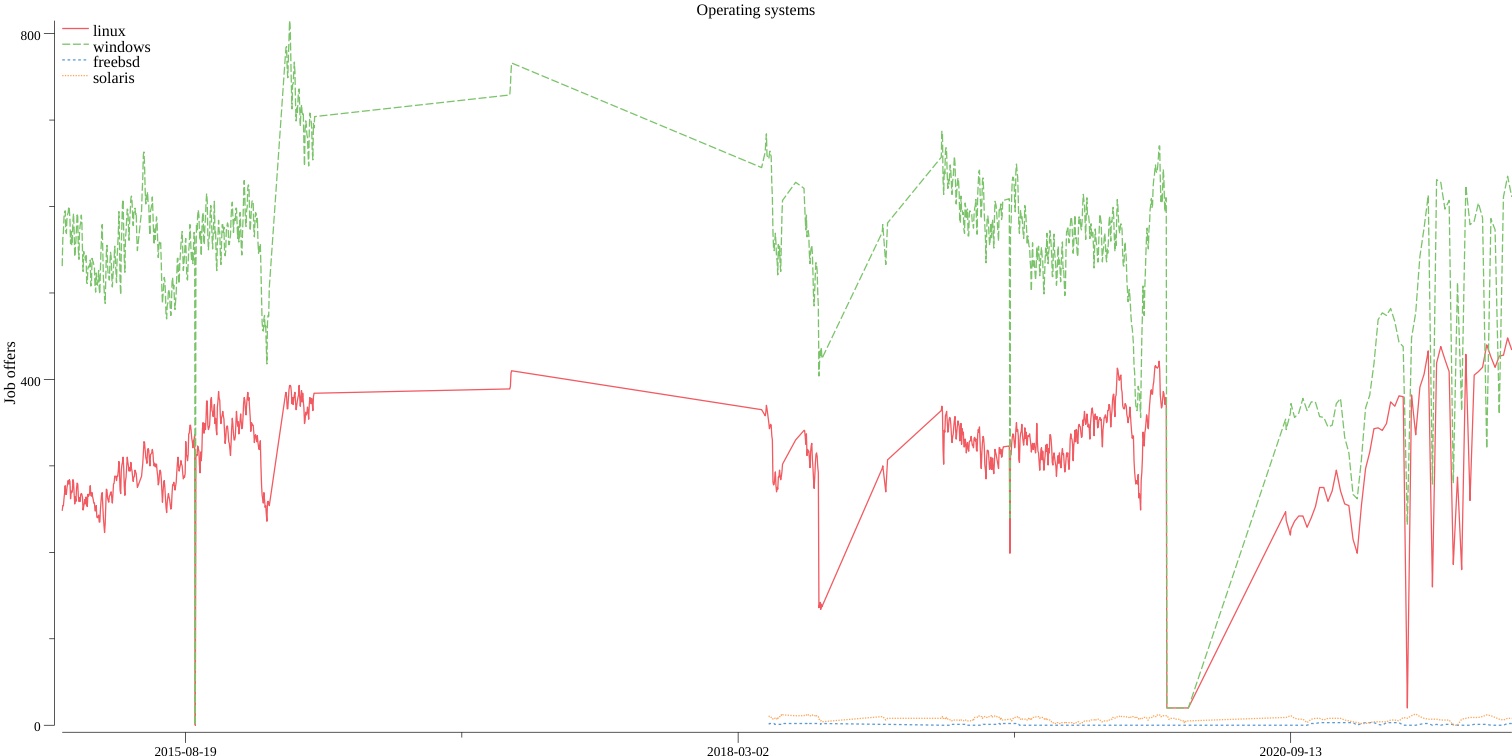 Operating systems
linux
windows
freebsd
solaris
Job offers
800
400
0
2015-08-19
2018-03-02
2020-09-13